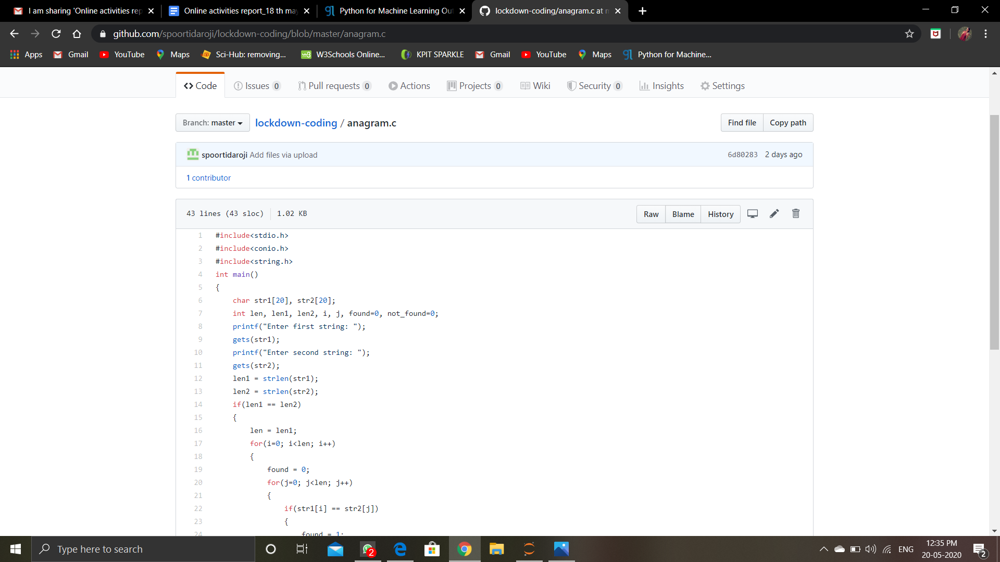 I am sharing 'Online activities rep
Online activities report_18 th may
Python for Machine Learning Out
lockdown-coding/anagram.c at m
github.com/spoortidaroji/lockdown-coding/blob/master/anagram.c
Apps Gmail YouTube Maps Sci-Hub: removing... W3Schools Online... KPIT SPARKLE Gmail YouTube Maps Python for Machine...
Code Issues 0 Pull requests 0 Actions Projects 0 Wiki Security 0 Insights Settings
Branch: master lockdown-coding / anagram.c Find file Copy path
spoortidaroji Add files via upload 6d80283 2 days ago
1 contributor
43 lines (43 sloc) 1.02 KB Raw Blame History
1 #include<stdio.h>
2 #include<conio.h>
3 #include<string.h>
4 int main()
5 {
6 char str1[20], str2[20];
7 int len, len1, len2, i, j, found=0, not_found=0;
8 printf("Enter first string: ");
9 gets(str1);
10 printf("Enter second string: ");
11 gets(str2);
12 len1 = strlen(str1);
13 len2 = strlen(str2);
14 if(len1 == len2)
15 {
16 len = len1;
17 for(i=0; i<len; i++)
18 {
19 found = 0;
20 for(j=0; j<len; j++)
21 {
22 if(str1[i] == str2[j])
23 {
24 found = 1;
Type here to search
2
ENG
12:35 PM
20-05-2020
2